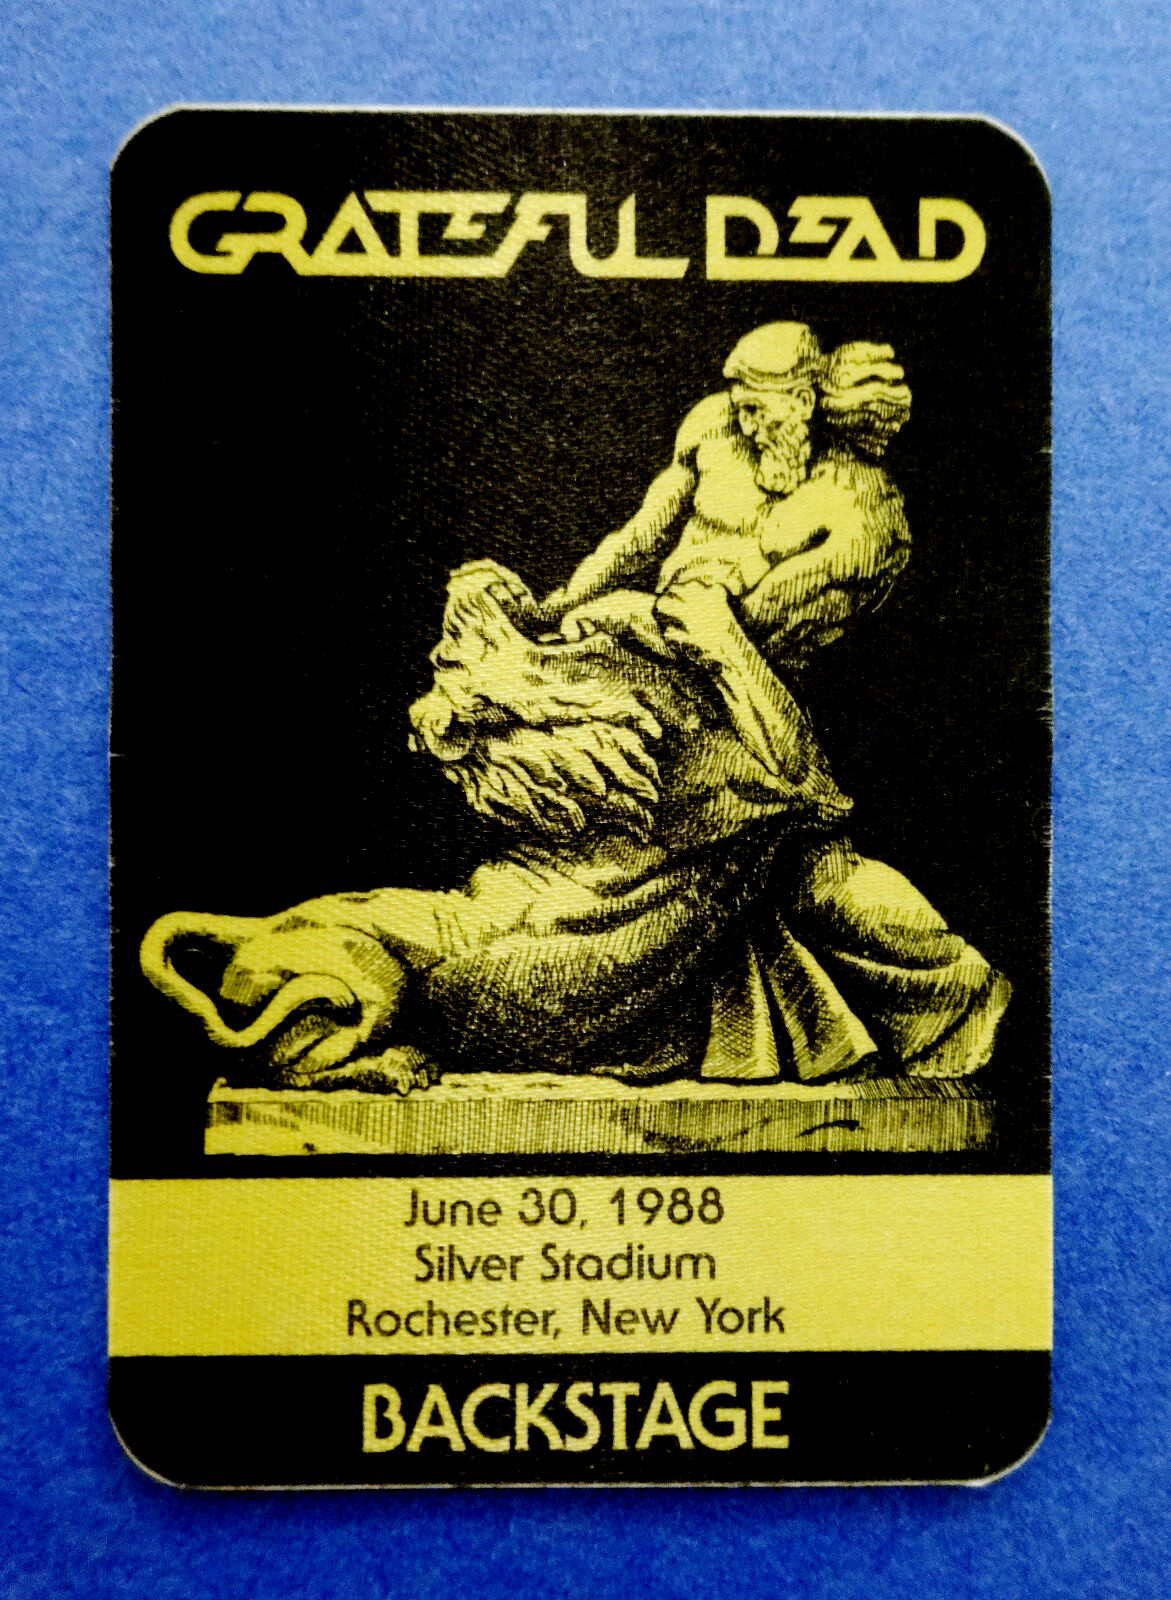 GRATEFUL DEAD
June 30, 1988
Silver Stadium
Rochester, New York
BACKSTAGE